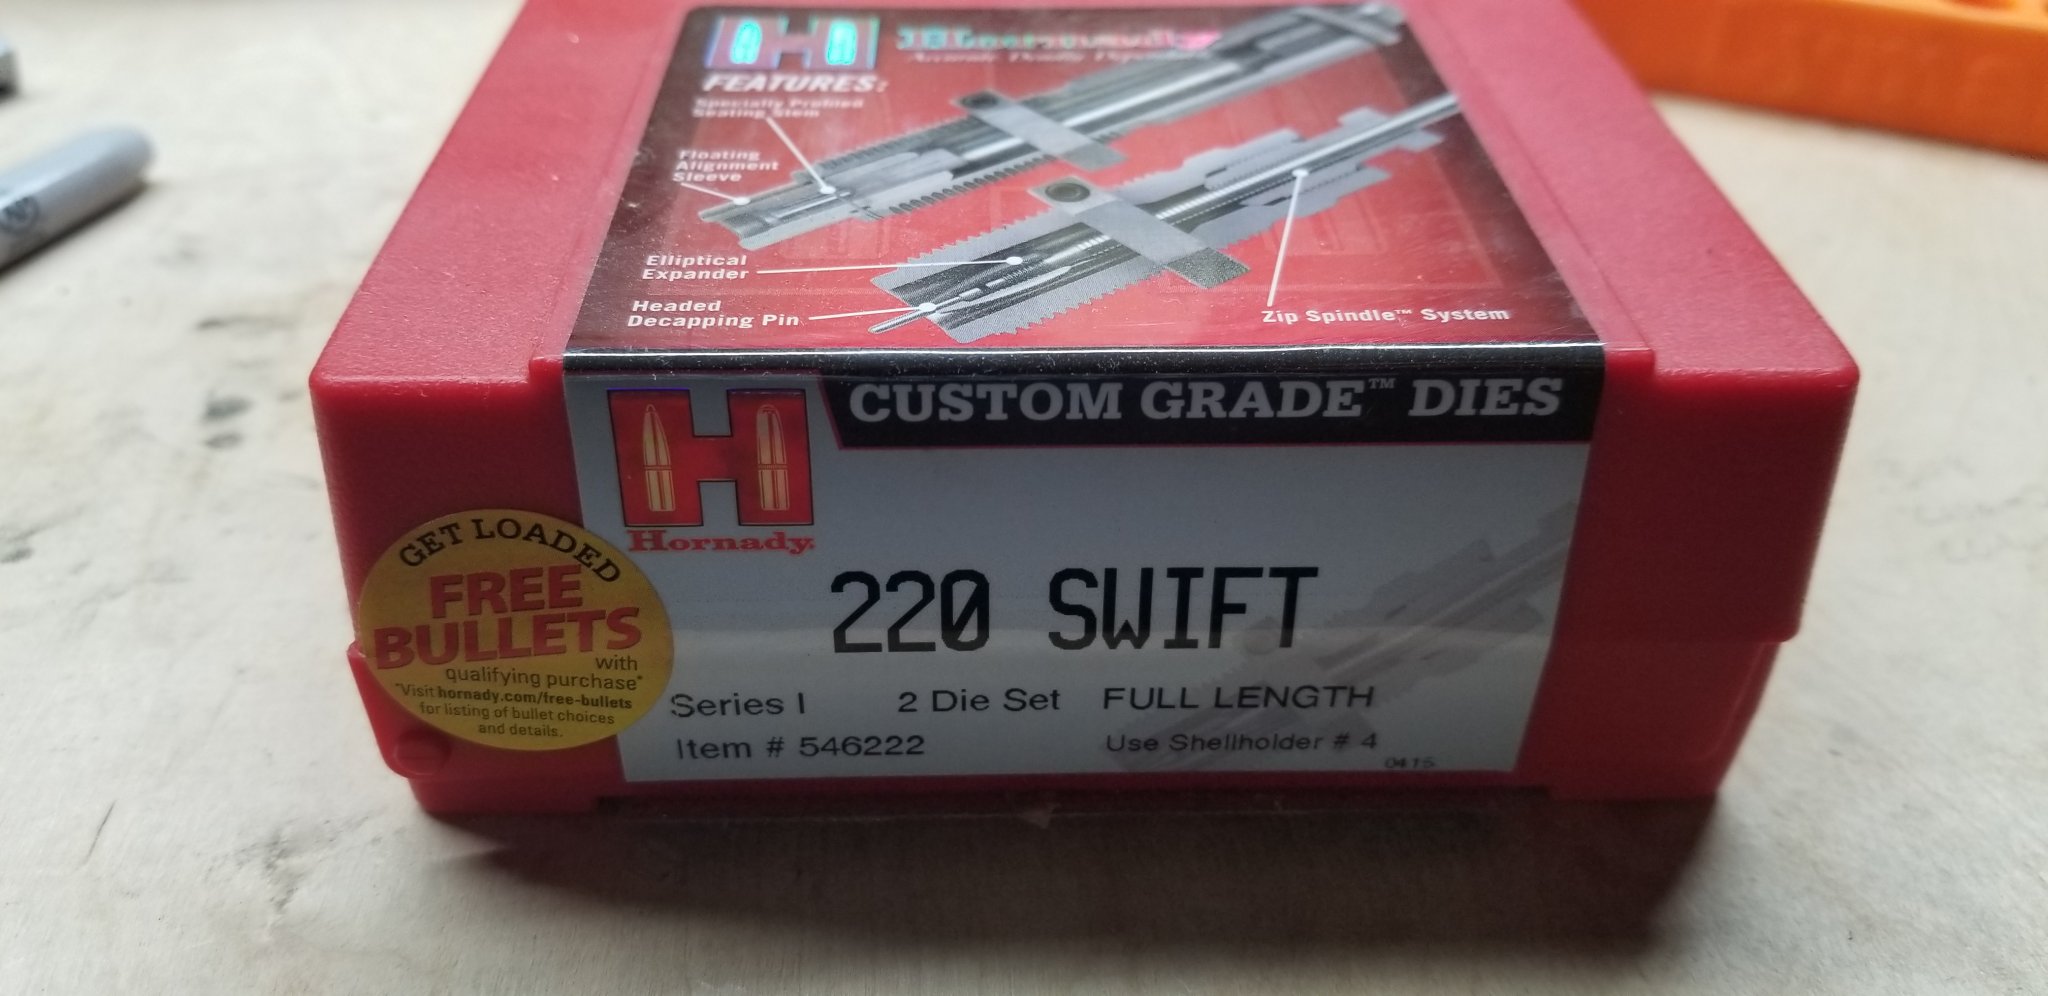 FEATURES:
Specially Profiled
Seating Stem
Floating
Alignment
Sleeve
Elliptical
Expander
Headed
Decapping Pin
Zip Spindle™ System
CUSTOM GRADE™ DIES
Hornady
220 SWIFT
Series I 2 Die Set FULL LENGTH
Item # 546222 Use Shellholder # 4
0415
GET LOADED
FREE
BULLETS
with
qualifying purchase*
*Visit hornady.com/free-bullets
for listing of bullet choices
and details.